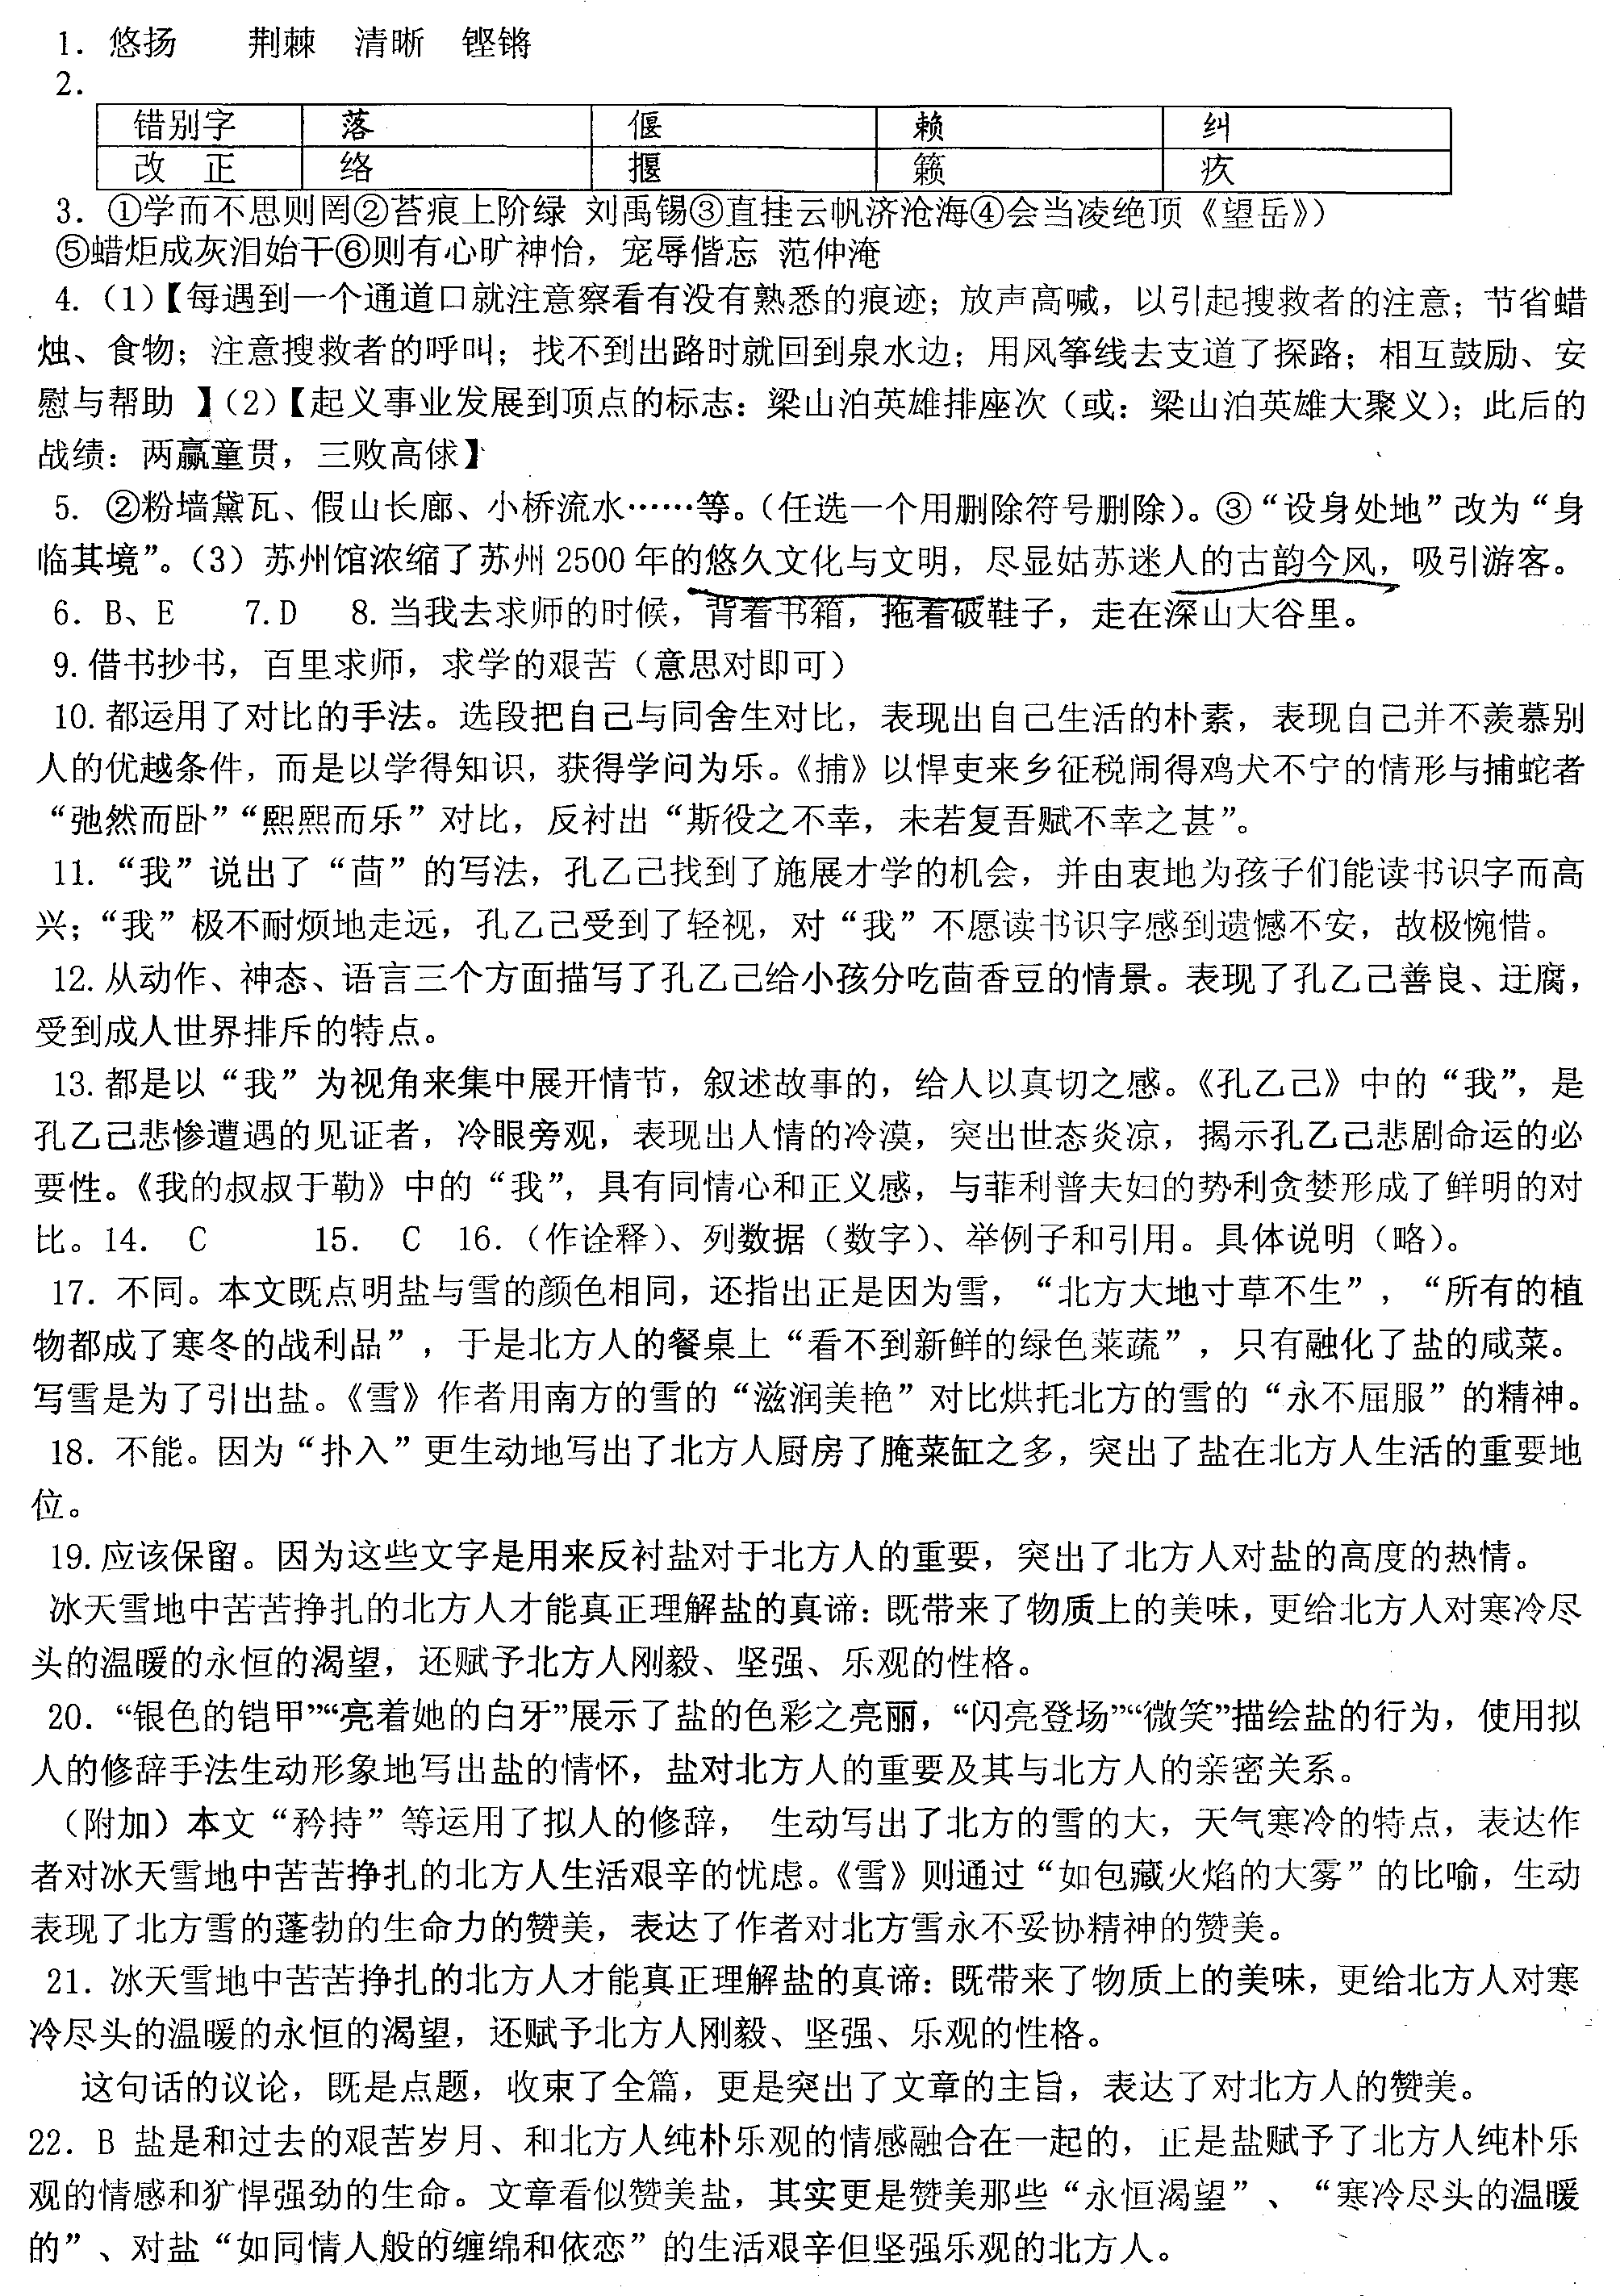 1. 悠扬 荆棘 清晰 铿锵
2.
错别字 落 偃 赖 纠
改 正 络 揠 籁 疚
3. ①学而不思则罔②苔痕上阶绿 刘禹锡③直挂云帆济沧海④会当凌绝顶《望岳》）
⑤蜡炬成灰泪始干⑥则有心旷神怡，宠辱偕忘 范仲淹
4.（1）【每遇到一个通道口就注意察看有没有熟悉的痕迹；放声高喊，以引起搜救者的注意；节省蜡
烛、食物；注意搜救者的呼叫；找不到出路时就回到泉水边；用风筝线去支道了探路；相互鼓励、安
慰与帮助 】（2）【起义事业发展到顶点的标志：梁山泊英雄排座次（或：梁山泊英雄大聚义）；此后的
战绩：两赢童贯，三败高俅】
5. ②粉墙黛瓦、假山长廊、小桥流水……等。（任选一个用删除符号删除）。③“设身处地”改为“身
临其境”。（3）苏州馆浓缩了苏州 2500 年的悠久文化与文明，尽显姑苏迷人的古韵今风，吸引游客。
6. B、E 7.D 8.当我去求师的时候，背着书箱，拖着破鞋子，走在深山大谷里。
9.借书抄书，百里求师，求学的艰苦（意思对即可）
10.都运用了对比的手法。选段把自己与同舍生对比，表现出自己生活的朴素，表现自己并不羡慕别
人的优越条件，而是以学得知识，获得学问为乐。《捕》以悍吏来乡征税闹得鸡犬不宁的情形与捕蛇者
“弛然而卧”“熙熙而乐”对比，反衬出“斯役之不幸，未若复吾赋不幸之甚”。
11.“我”说出了“茴”的写法，孔乙己找到了施展才学的机会，并由衷地为孩子们能读书识字而高
兴；“我”极不耐烦地走远，孔乙己受到了轻视，对“我”不愿读书识字感到遗憾不安，故极惋惜。
12.从动作、神态、语言三个方面描写了孔乙己给小孩分吃茴香豆的情景。表现了孔乙己善良、迂腐，
受到成人世界排斥的特点。
13.都是以“我”为视角来集中展开情节，叙述故事的，给人以真切之感。《孔乙己》中的“我”，是
孔乙己悲惨遭遇的见证者，冷眼旁观，表现出人情的冷漠，突出世态炎凉，揭示孔乙己悲剧命运的必
要性。《我的叔叔于勒》中的“我”，具有同情心和正义感，与菲利普夫妇的势利贪婪形成了鲜明的对
比。14. C 15. C 16.（作诠释）、列数据（数字）、举例子和引用。具体说明（略）。
17. 不同。本文既点明盐与雪的颜色相同，还指出正是因为雪，“北方大地寸草不生”，“所有的植
物都成了寒冬的战利品”，于是北方人的餐桌上“看不到新鲜的绿色菜蔬”，只有融化了盐的咸菜。
写雪是为了引出盐。《雪》作者用南方的雪的“滋润美艳”对比烘托北方的雪的“永不屈服”的精神。
18. 不能。因为“扑入”更生动地写出了北方人厨房了腌菜缸之多，突出了盐在北方人生活的重要地
位。
19.应该保留。因为这些文字是用来反衬盐对于北方人的重要，突出了北方人对盐的高度的热情。
冰天雪地中苦苦挣扎的北方人才能真正理解盐的真谛：既带来了物质上的美味，更给北方人对寒冷尽
头的温暖的永恒的渴望，还赋予北方人刚毅、坚强、乐观的性格。
20. “银色的铠甲”“亮着她的白牙”展示了盐的色彩之亮丽，“闪亮登场”“微笑”描绘盐的行为，使用拟
人的修辞手法生动形象地写出盐的情怀，盐对北方人的重要及其与北方人的亲密关系。
（附加）本文“矜持”等运用了拟人的修辞， 生动写出了北方的雪的大，天气寒冷的特点，表达作
者对冰天雪地中苦苦挣扎的北方人生活艰辛的忧虑。《雪》则通过“如包藏火焰的大雾”的比喻，生动
表现了北方雪的蓬勃的生命力的赞美，表达了作者对北方雪永不妥协精神的赞美。
21. 冰天雪地中苦苦挣扎的北方人才能真正理解盐的真谛：既带来了物质上的美味，更给北方人对寒
冷尽头的温暖的永恒的渴望，还赋予北方人刚毅、坚强、乐观的性格。
这句话的议论，既是点题，收束了全篇，更是突出了文章的主旨，表达了对北方人的赞美。
22. B 盐是和过去的艰苦岁月、和北方人纯朴乐观的情感融合在一起的，正是盐赋予了北方人纯朴乐
观的情感和犷悍强劲的生命。文章看似赞美盐，其实更是赞美那些“永恒渴望”、“寒冷尽头的温暖
的”、对盐“如同情人般的缠绵和依恋”的生活艰辛但坚强乐观的北方人。